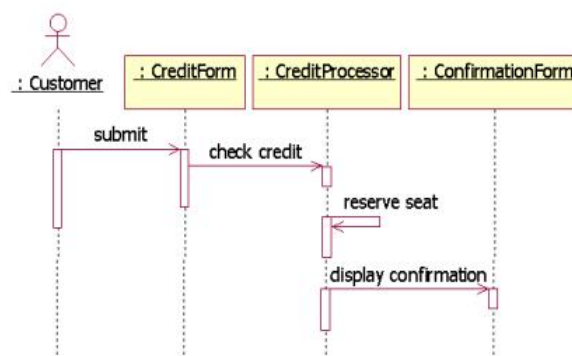 : Customer
: CreditForm
: CreditProcessor
: ConfirmationForm
submit
check credit
reserve seat
display confirmation